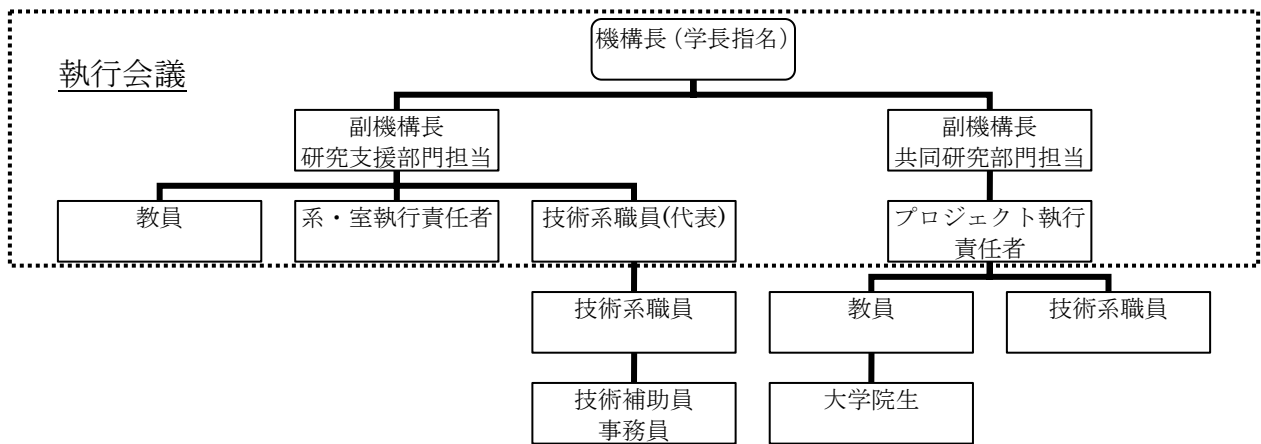 機構長(学長指名)
執行会議
副機構長
研究支援部門担当
副機構長
共同研究部門担当
教員
系・室執行責任者
技術系職員(代表)
プロジェクト執行
責任者
技術系職員
教員
技術系職員
技術補助員
事務員
大学院生